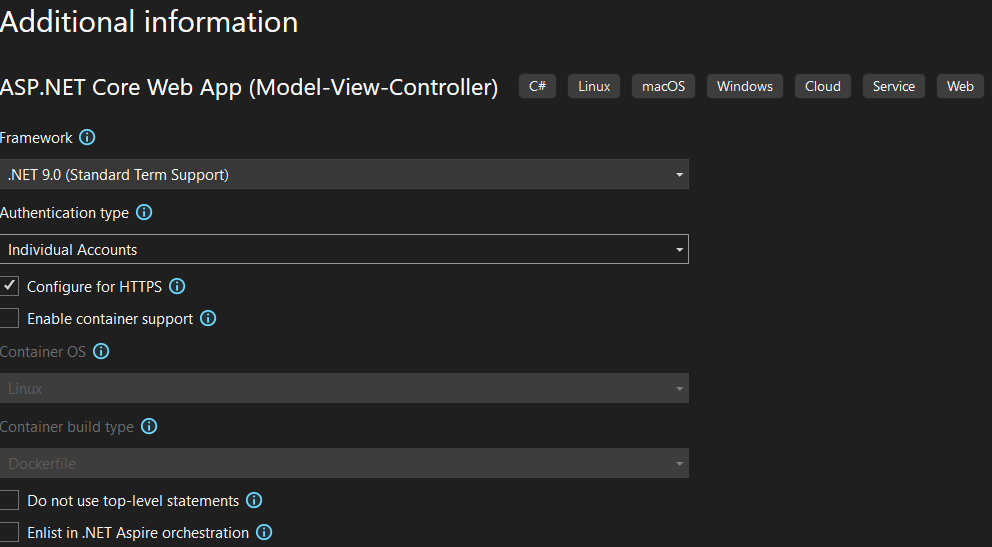 Additional information
ASP.NET Core Web App (Model-View-Controller) C# Linux macOS Windows Cloud Service Web
Framework
.NET 9.0 (Standard Term Support)
Authentication type
Individual Accounts
Configure for HTTPS
Enable container support
Container OS
Linux
Container build type
Dockerfile
Do not use top-level statements
Enlist in .NET Aspire orchestration